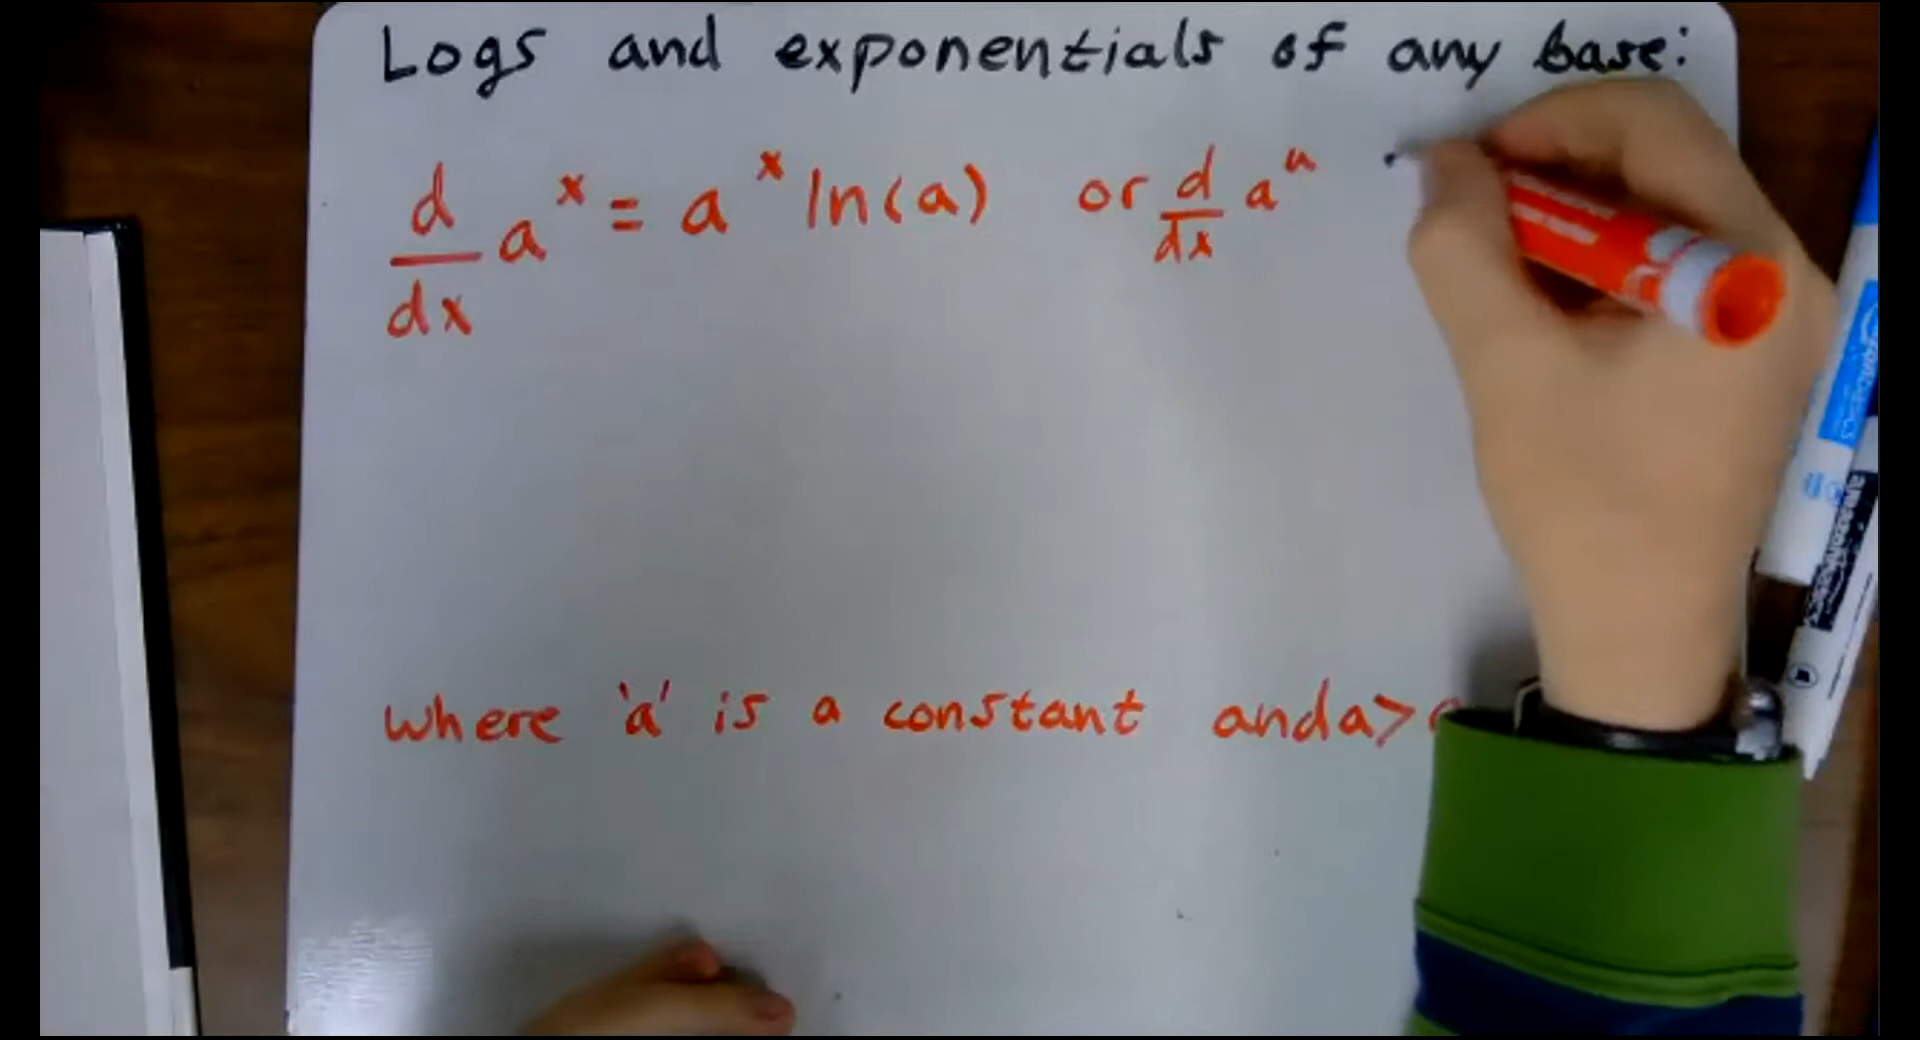 Logs and exponentials of any base:
d/dx a^x = a^x ln(a) or d/dx a^u
where 'a' is a constant and a>